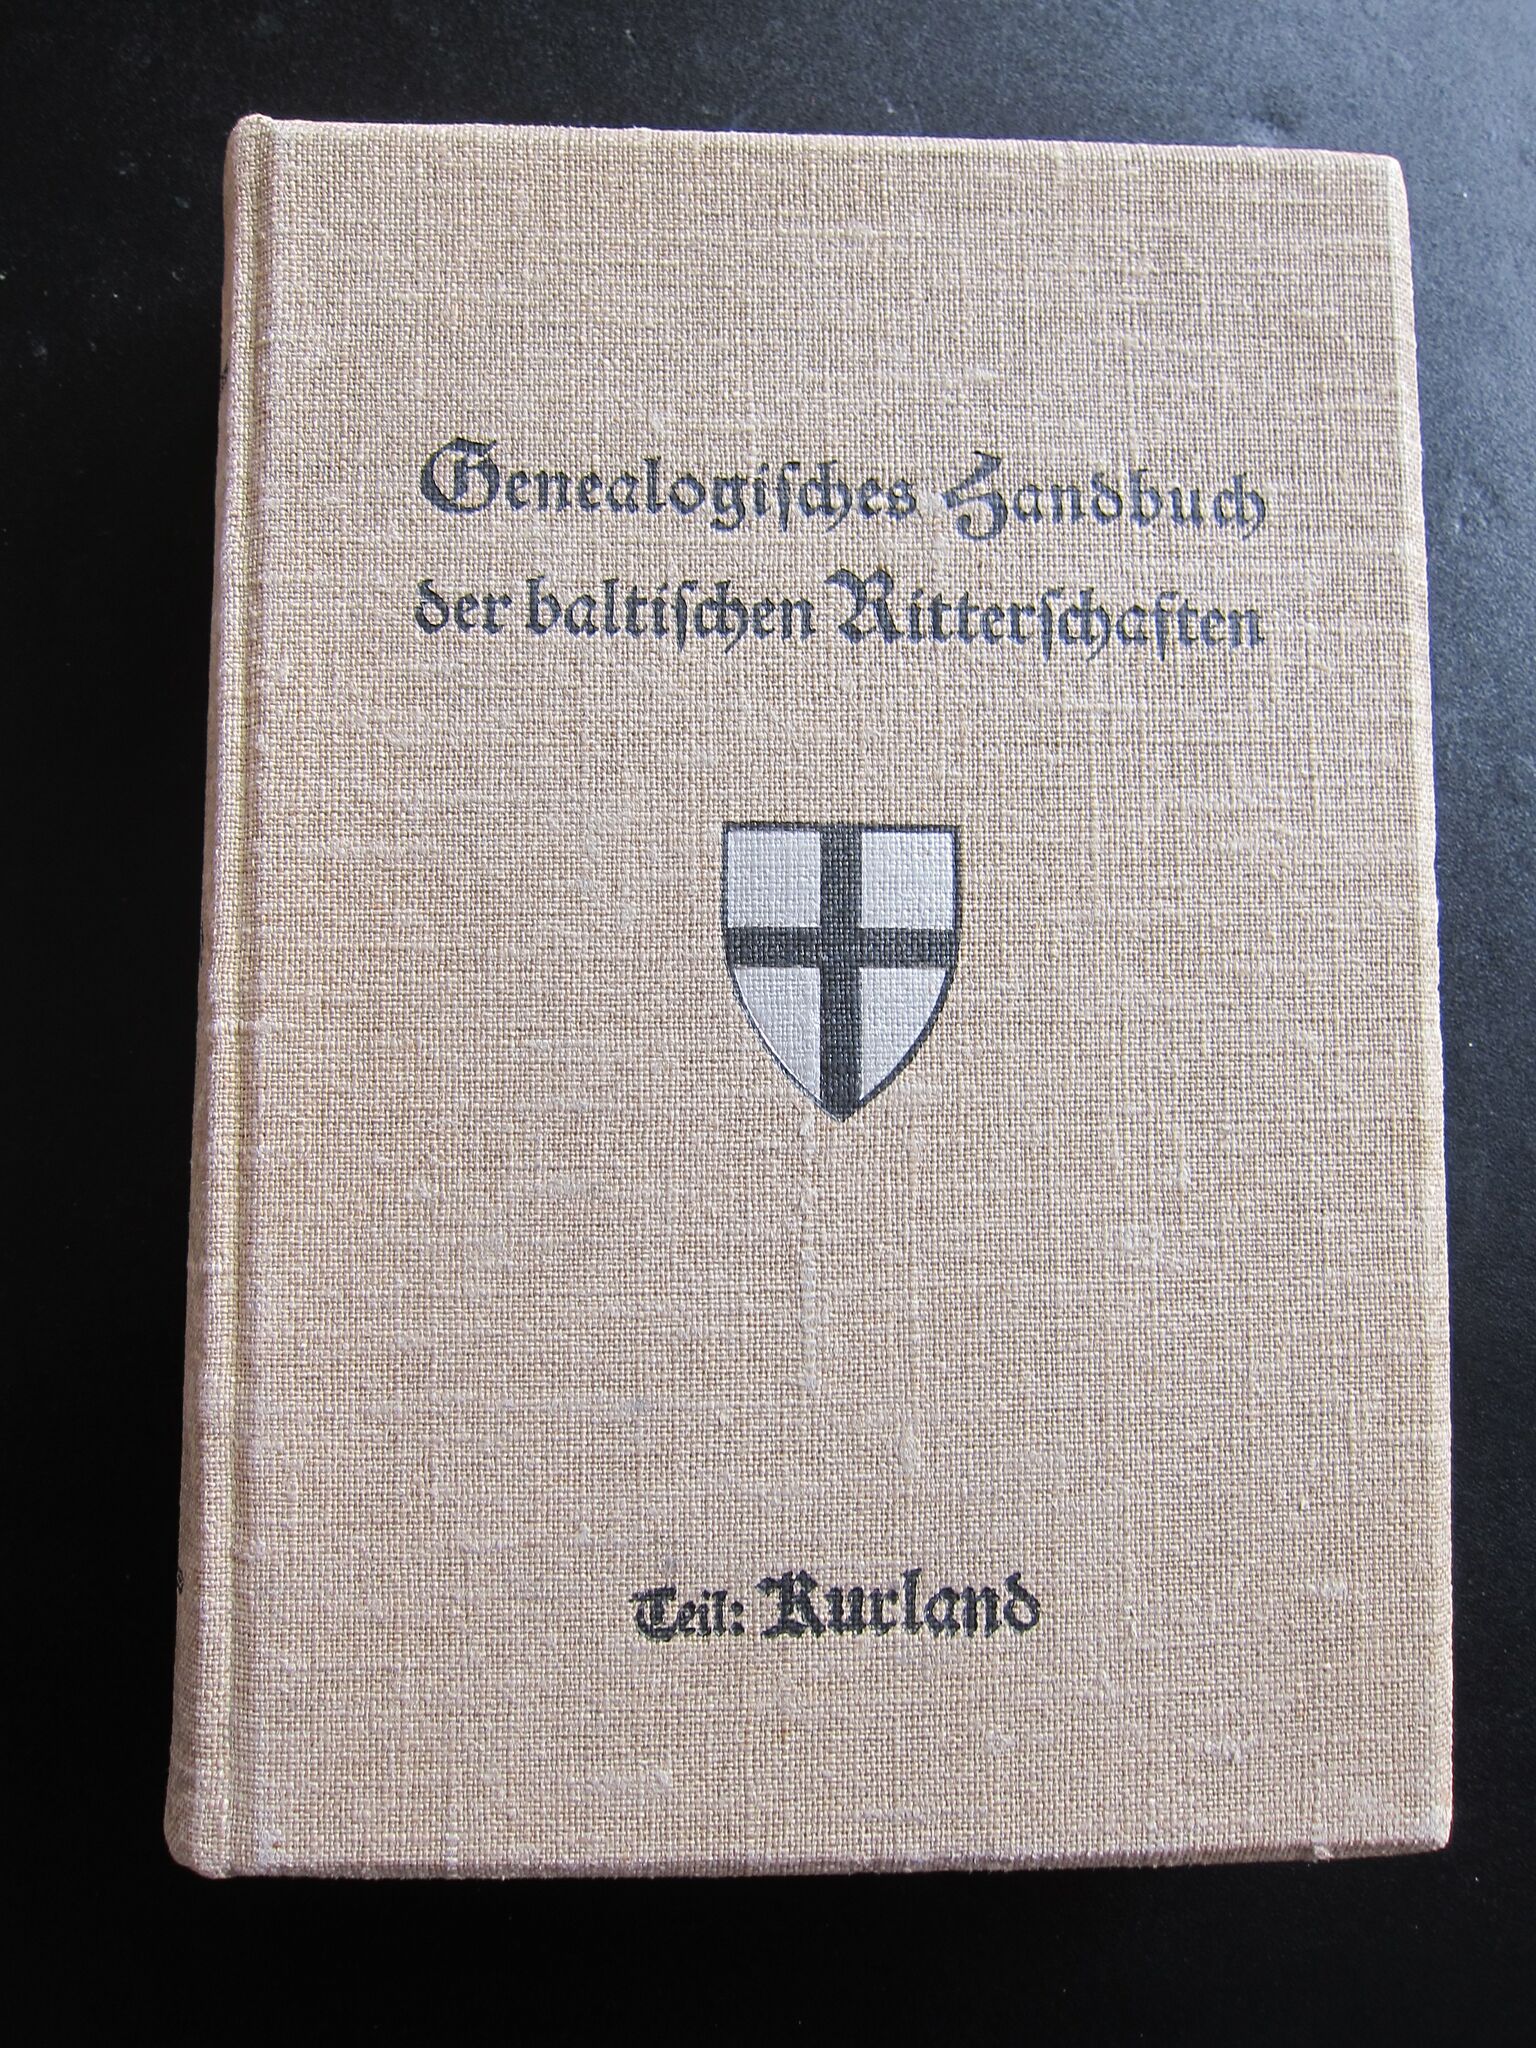 Genealogiſches Handbuch
der baltiſchen Ritterſchaften
Teil: Kurland